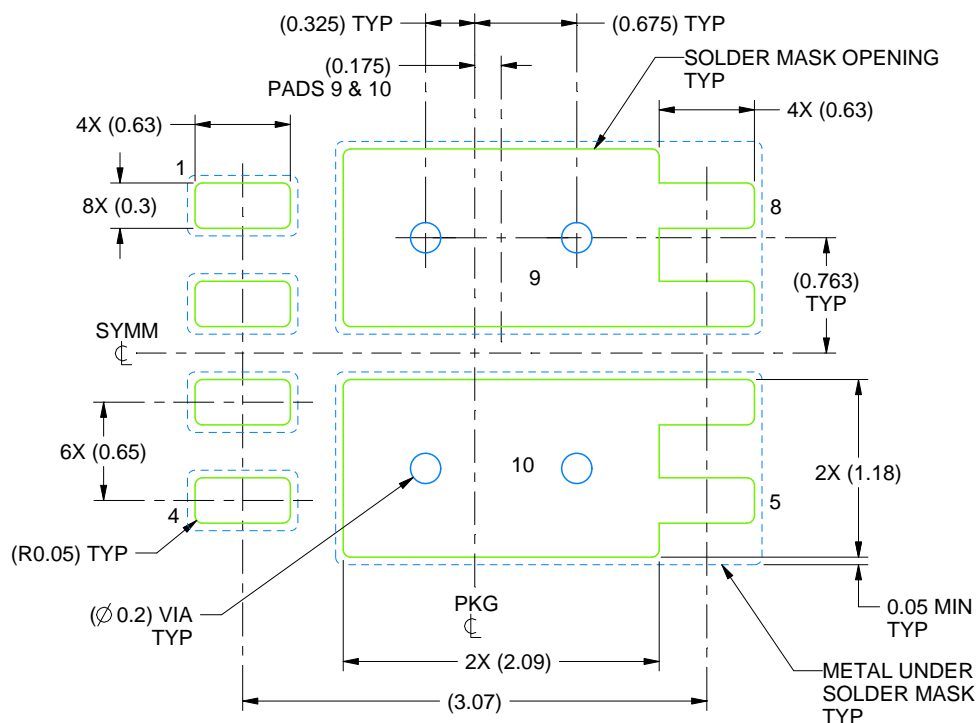 (0.325) TYP
(0.675) TYP
(0.175)
PADS 9 & 10
SOLDER MASK OPENING
TYP
4X (0.63)
4X (0.63)
1
8X (0.3)
8
9
(0.763)
TYP
SYMM
℄
6X (0.65)
10
2X (1.18)
4
5
(R0.05) TYP
(∅ 0.2) VIA
TYP
PKG
℄
0.05 MIN
TYP
2X (2.09)
METAL UNDER
SOLDER MASK
TYP
(3.07)